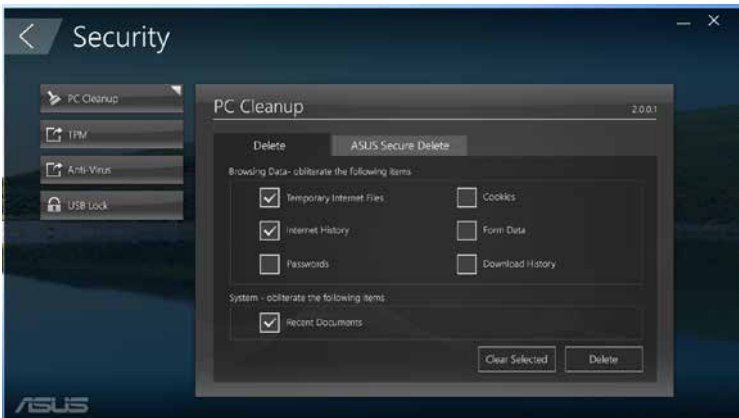 Security
PC Cleanup
TPM
Anti-Virus
USB Lock
PC Cleanup
2.0.0.1
Delete
ASUS Secure Delete
Browsing Data- obliterate the following items
Temporary Internet Files
Cookies
Internet History
Form Data
Passwords
Download History
System - obliterate the following items
Recent Documents
Clear Selected
Delete
ASUS